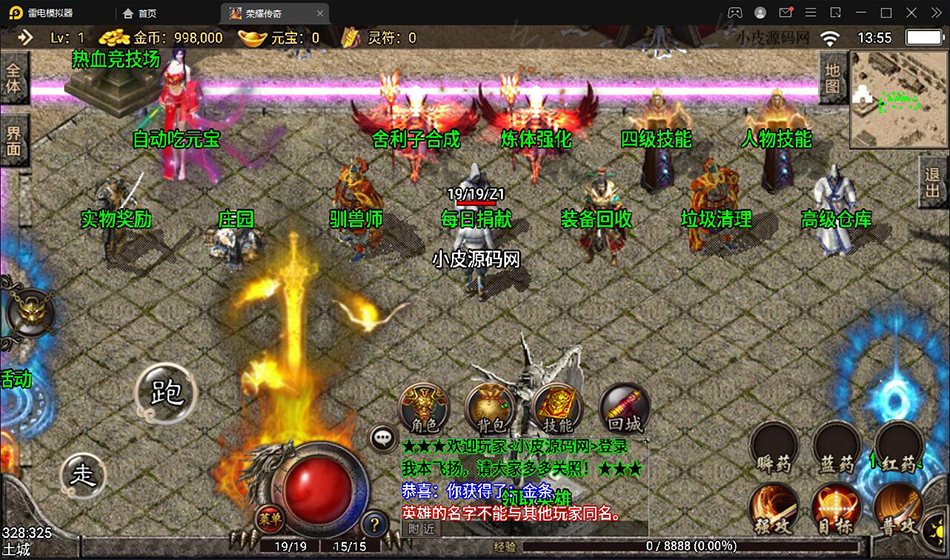 雷电模拟器
首页
荣耀传奇
Lv: 1
金币: 998,000
元宝: 0
灵符: 0
小皮源码网
13:55
全体
界面
地图
退出
热血竞技场
自动吃元宝
舍利子合成
炼体强化
四级技能
人物技能
实物奖励
庄园
驯兽师
19/19/Z1
每日捐献
装备回收
垃圾清理
高级仓库
小皮源码网
活动
跑
走
角色
背包
技能
回城
★★★欢迎玩家<小皮源码网>登录
我本飞扬，请大家多多关照！★★★
恭喜：你获得了：金条
领取英雄
英雄的名字不能与其他玩家同名。
附近
瞬药
蓝药
红药
强攻
目标
普攻
菜单
?
328:325
土城
19/19
15/15
经验
0 / 8888 (0.00%)